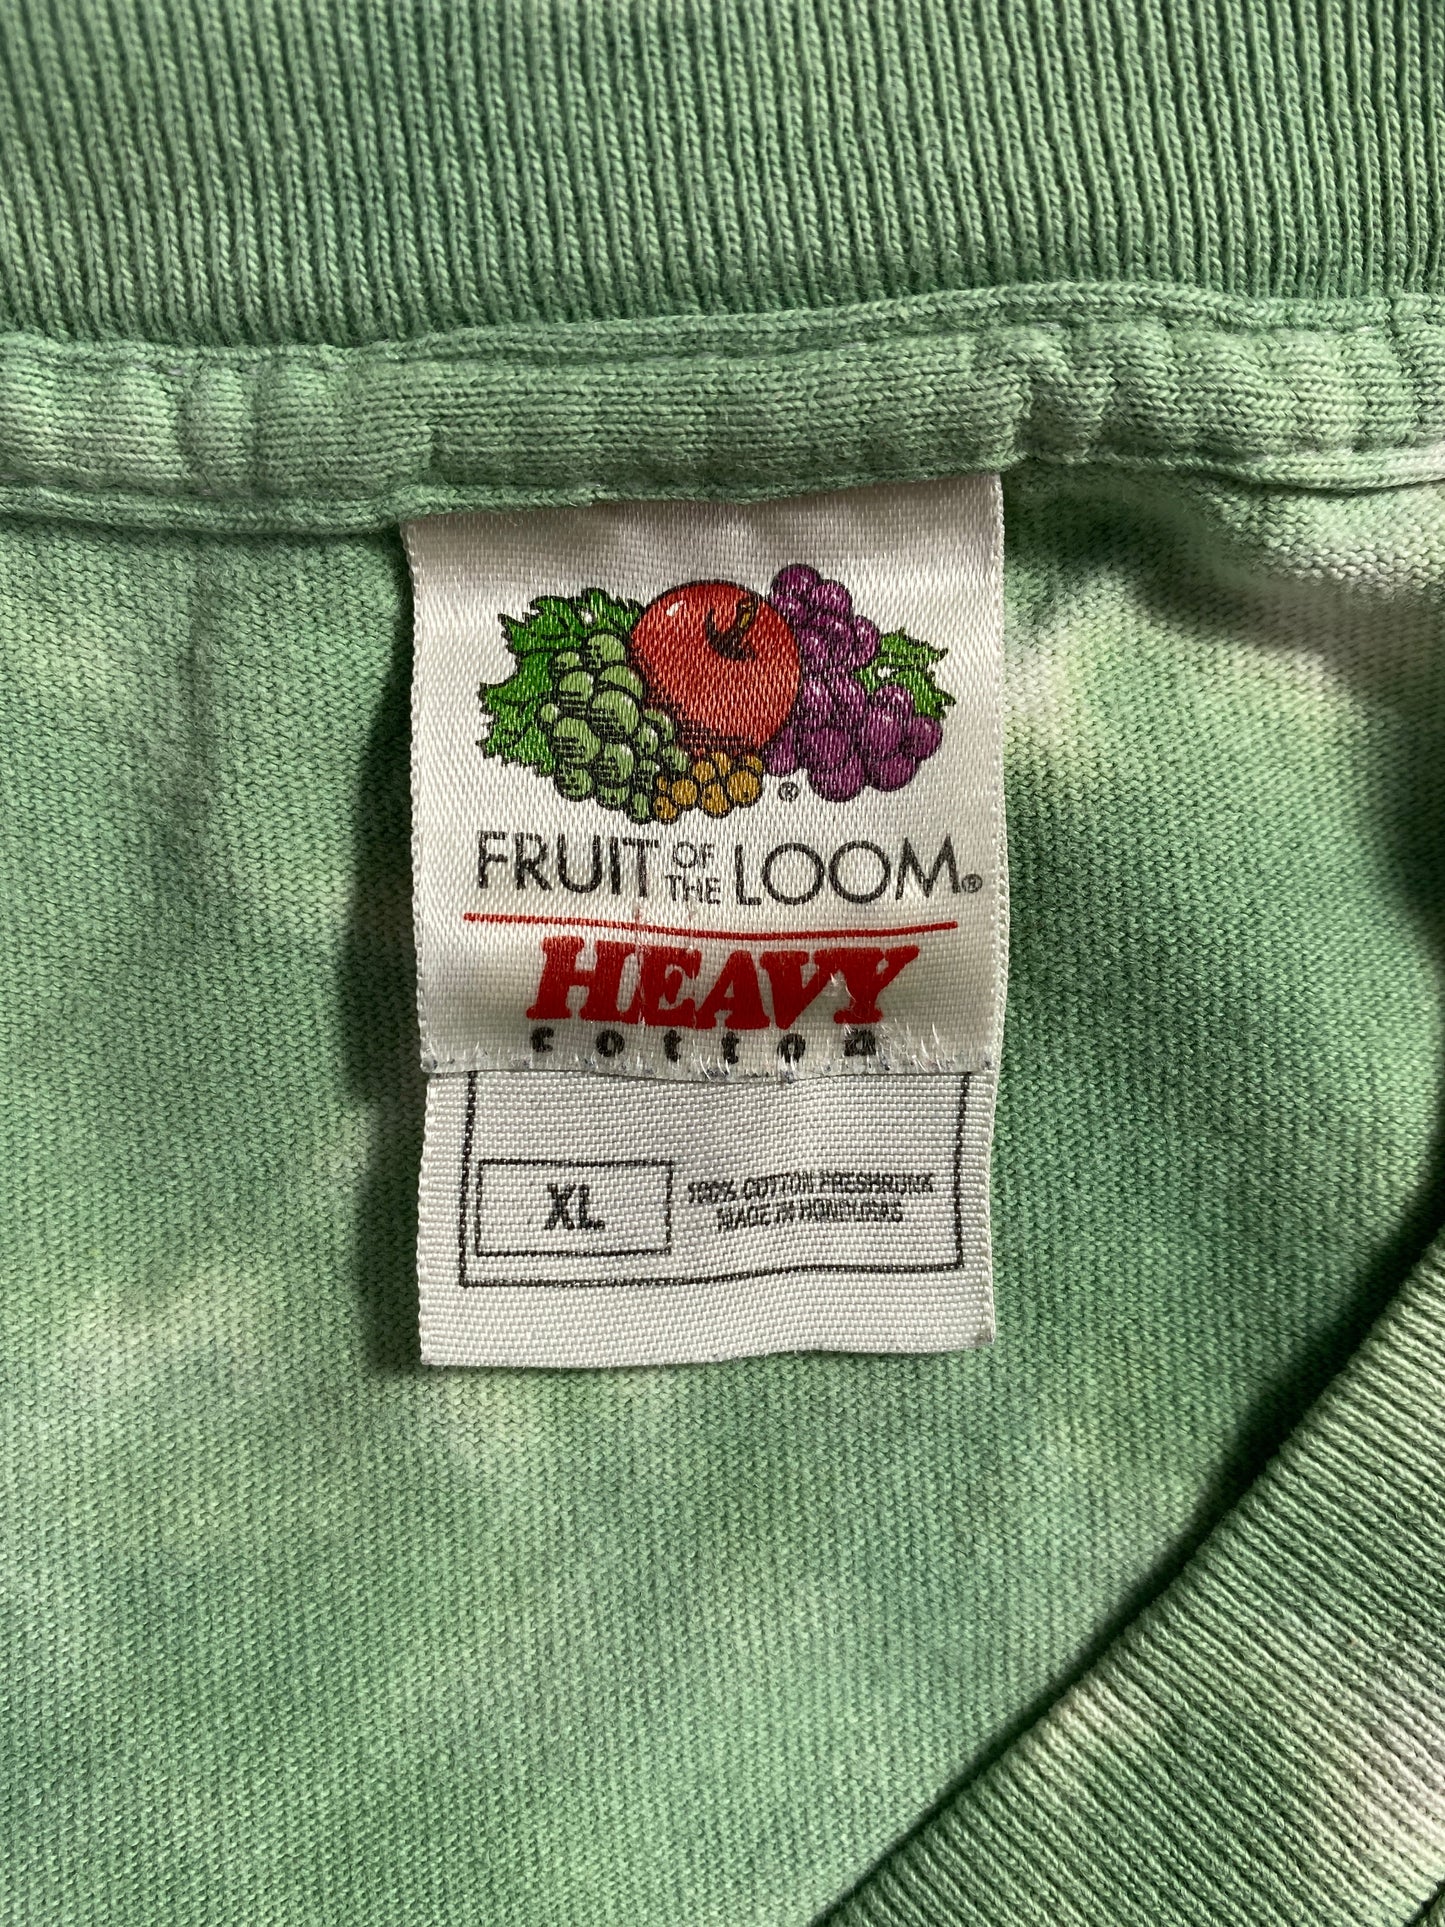 ®
FRUIT OF THE LOOM®
HEAVY
cotton
XL
100% COTTON PRESHRUNK
MADE IN HONDURAS